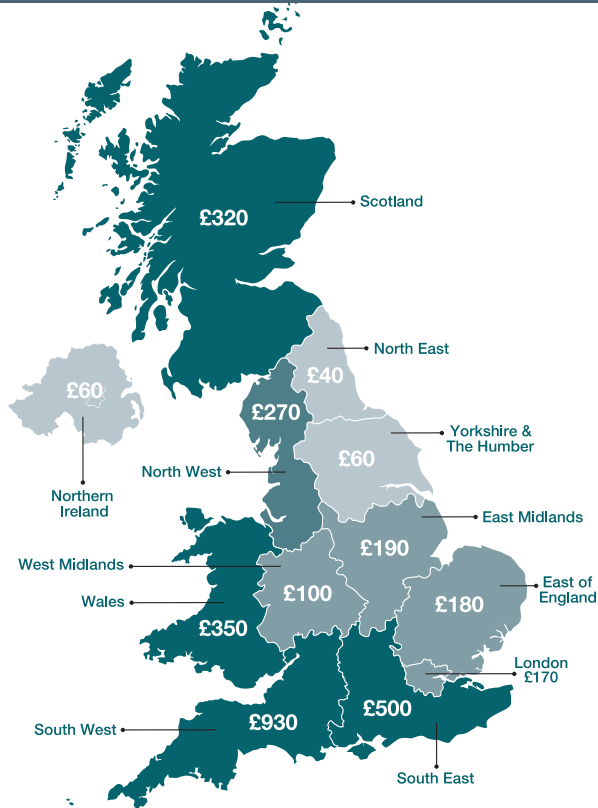 Scotland
£320
North East
£40
£60
Northern
Ireland
£270
North West
Yorkshire &
The Humber
£60
East Midlands
£190
West Midlands
£100
Wales
£350
East of
England
£180
London
£170
South West
£930
£500
South East